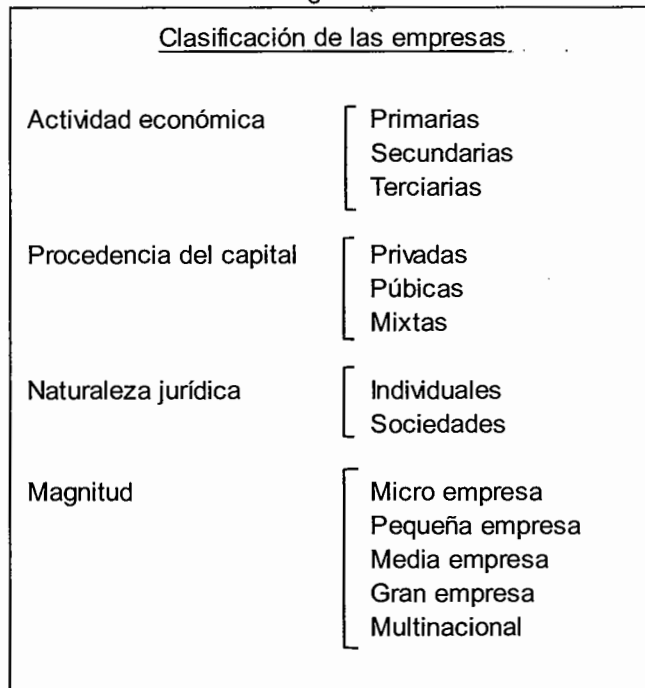 Clasificación de las empresas
Actividad económica
Primarias
Secundarias
Terciarias
Procedencia del capital
Privadas
Púbicas
Mixtas
Naturaleza jurídica
Individuales
Sociedades
Magnitud
Micro empresa
Pequeña empresa
Media empresa
Gran empresa
Multinacional